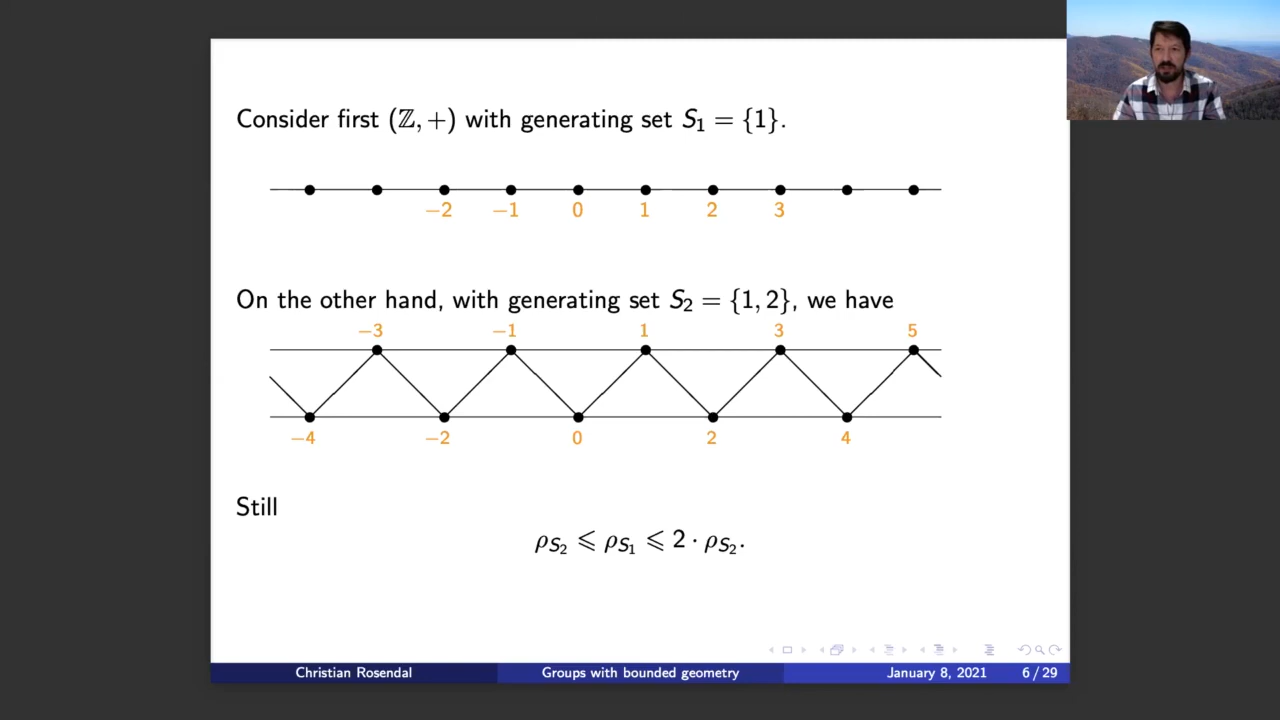 Consider first (ℤ, +) with generating set S₁ = {1}.
−2 −1 0 1 2 3
On the other hand, with generating set S₂ = {1, 2}, we have
−3 −1 1 3 5
−4 −2 0 2 4
Still
ρ_{S₂} ⩽ ρ_{S₁} ⩽ 2 · ρ_{S₂}.
Christian Rosendal Groups with bounded geometry January 8, 2021 6 / 29